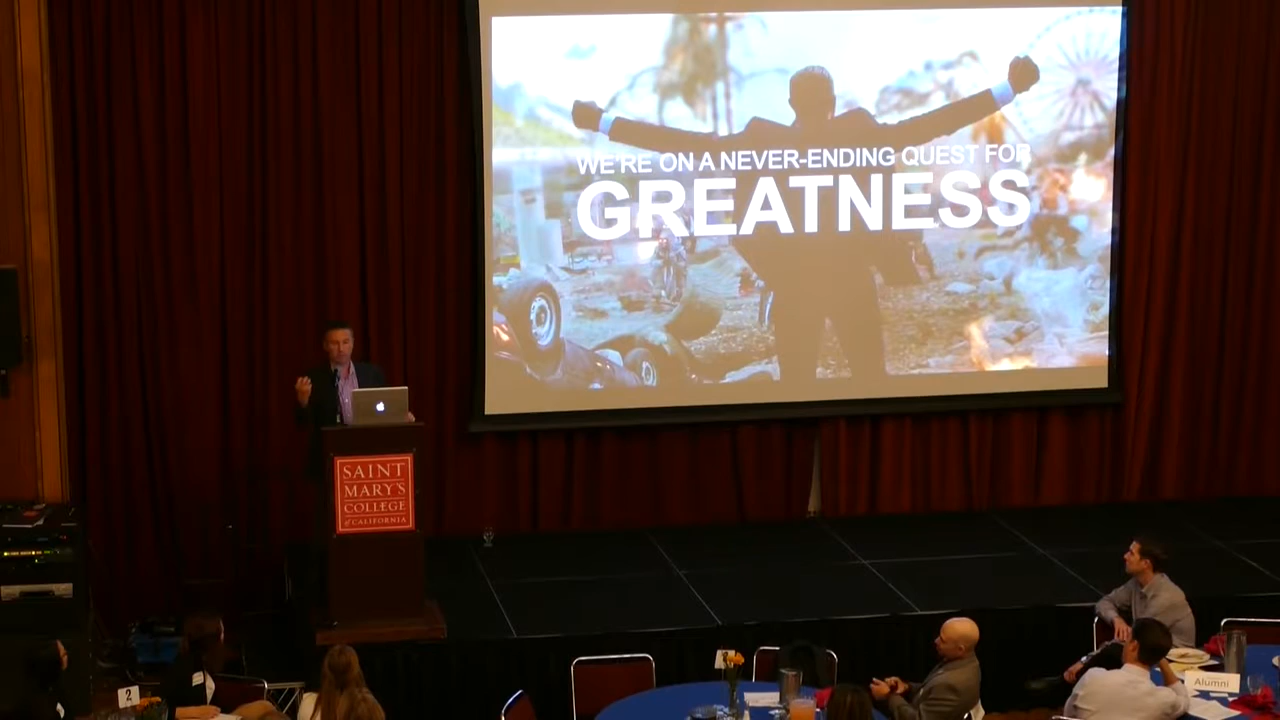 WE'RE ON A NEVER-ENDING QUEST FOR
GREATNESS
SAINT
MARY'S
COLLEGE
of CALIFORNIA
2
Alumni